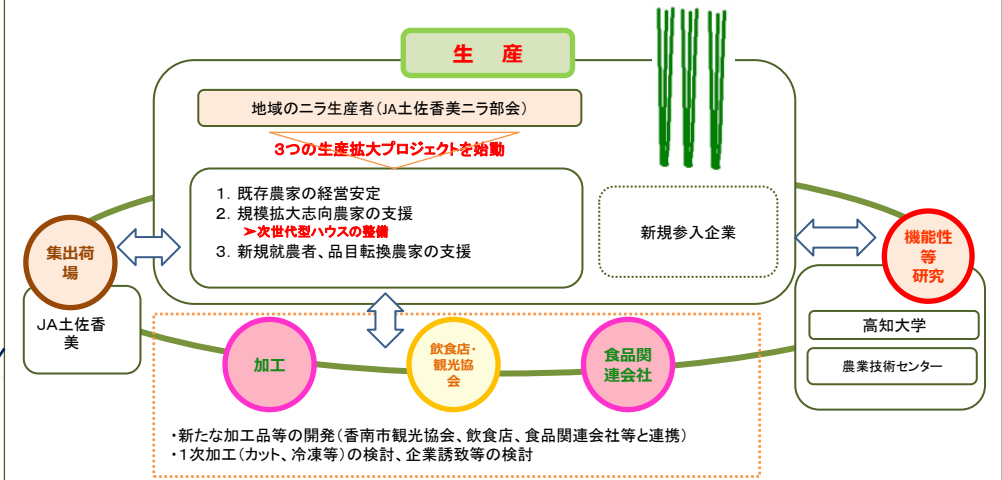 生 産
地域のニラ生産者(JA土佐香美ニラ部会)
3つの生産拡大プロジェクトを始動
1. 既存農家の経営安定
2. 規模拡大志向農家の支援
➢次世代型ハウスの整備
3. 新規就農者、品目転換農家の支援
新規参入企業
集出荷
場
JA土佐香
美
機能性
等
研究
高知大学
農業技術センター
加工
飲食店・
観光協
会
食品関
連会社
・新たな加工品等の開発(香南市観光協会、飲食店、食品関連会社等と連携)
・1次加工(カット、冷凍等)の検討、企業誘致等の検討